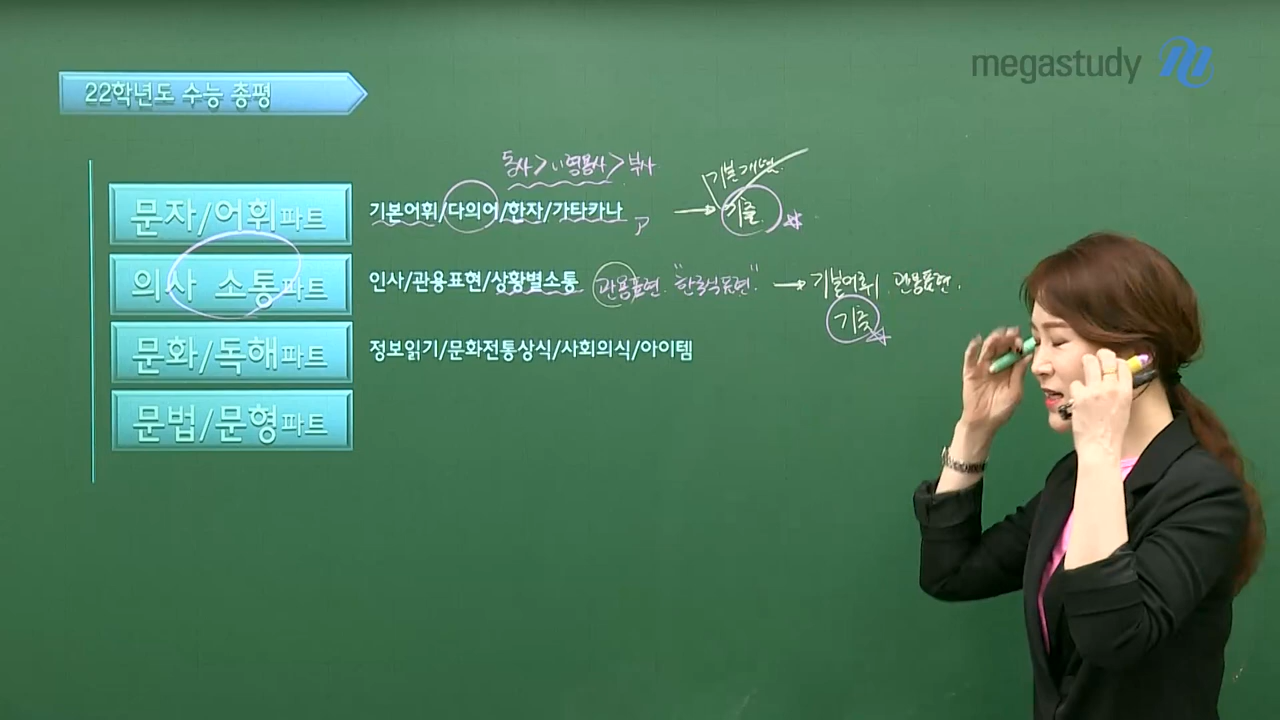 megastudy
22학년도 수능 총평
동사>い형용사>부사
기본개념
문자/어휘파트
기본어휘/다의어/한자/가타카나
기출
의사 소통파트
인사/관용표현/상황별소통 관용표현 "한국식표현" → 기본어휘, 관용표현.
기출
문화/독해파트
정보읽기/문화전통상식/사회의식/아이템
문법/문형파트